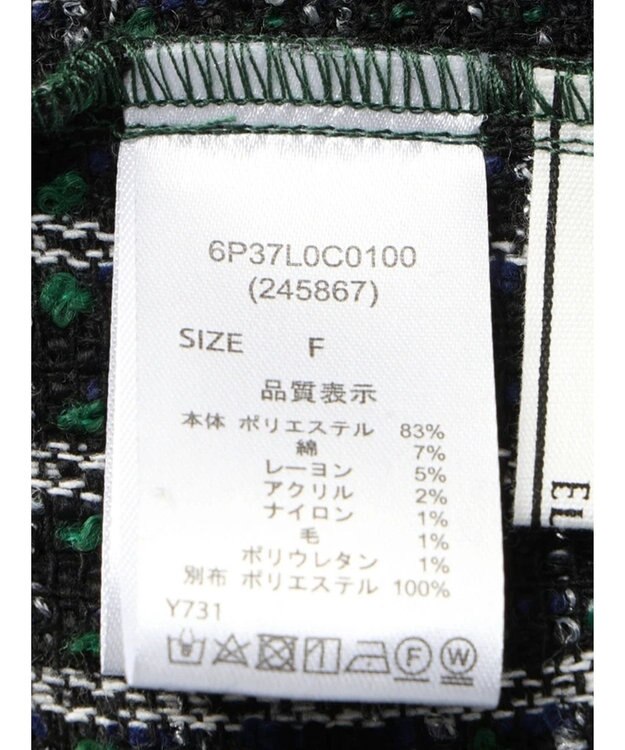 6P37L0C0100
(245867)
SIZE F
品質表示
本体 ポリエステル 83%
綿 7%
レーヨン 5%
アクリル 2%
ナイロン 1%
毛 1%
ポリウレタン 1%
別布 ポリエステル 100%
Y731
F W
EL